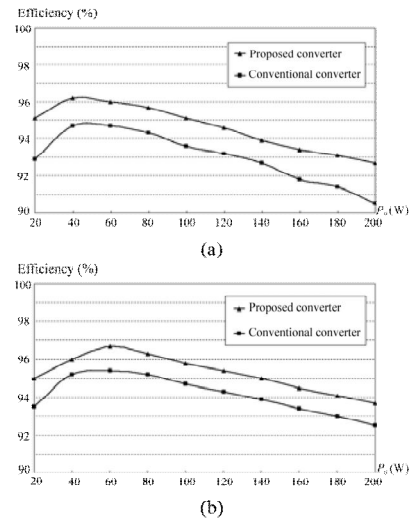 Efficiency (%)
100
98
96
94
92
90
Proposed converter
Conventional converter
20 40 60 80 100 120 140 160 180 200
Po (W)
(a)
Efficiency (%)
100
98
96
94
92
90
Proposed converter
Conventional converter
20 40 60 80 100 120 140 160 180 200
Po (W)
(b)